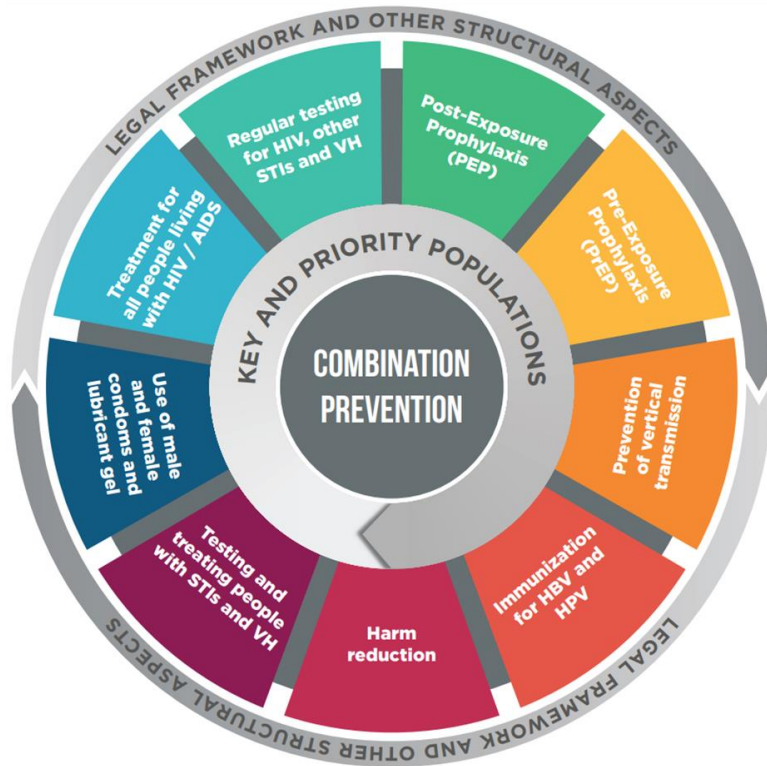 LEGAL FRAMEWORK AND OTHER STRUCTURAL ASPECTS
Regular testing
for HIV, other
STIs and VH
Post-Exposure
Prophylaxis
(PEP)
Pre-Exposure
Prophylaxis
(PrEP)
Prevention
of vertical
transmission
Immunization
for HBV and
HPV
Harm
reduction
Testing and
treating people
with STIs and VH
Use of male
and female
condoms and
lubricant gel
Treatment for
all people living
with HIV / AIDS
KEY AND PRIORITY POPULATIONS
COMBINATION
PREVENTION
LEGAL FRAMEWORK AND OTHER STRUCTURAL ASPECTS